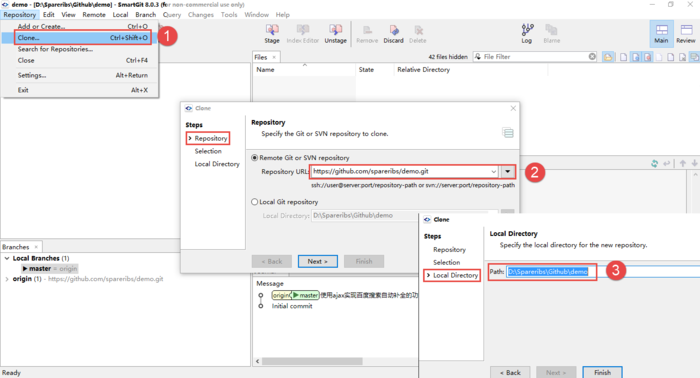 demo - D:\Spareribs\Github\demo) - SmartGit 8.0.3 (for non-commercial use only)
Repository Edit View Remote Local Branch Query Changes Tools Window Help
Add or Create... Ctrl+O
Clone... Ctrl+Shift+O
1
Search for Repositories...
Close Ctrl+F4
Settings... Alt+Return
Exit Alt+X
Stage Index Editor Unstage Remove Discard Delete Log Blame Main Review
Files 42 files hidden File Filter
Name State Relative Directory
Clone
Steps
Repository
Selection
Local Directory
Repository
Specify the Git or SVN repository to clone.
Remote Git or SVN repository
Repository URL: https://github.com/spareribs/demo.git
2
ssh://user@server:port/repository-path or svn://server:port/repository-path
Local Git repository
Local Directory: D:\Spareribs\Github\demo
< Back Next > Finish
Branches
Local Branches (1)
master = origin
origin (1) - https://github.com/spareribs/demo.git
Message
origin master 使用ajax实现百度搜索自动补全的功
Initial commit
Clone
Steps
Repository
Selection
Local Directory
Local Directory
Specify the local directory for the new repository.
Path: D:\Spareribs\Github\demo
3
< Back Next > Finish
Ready